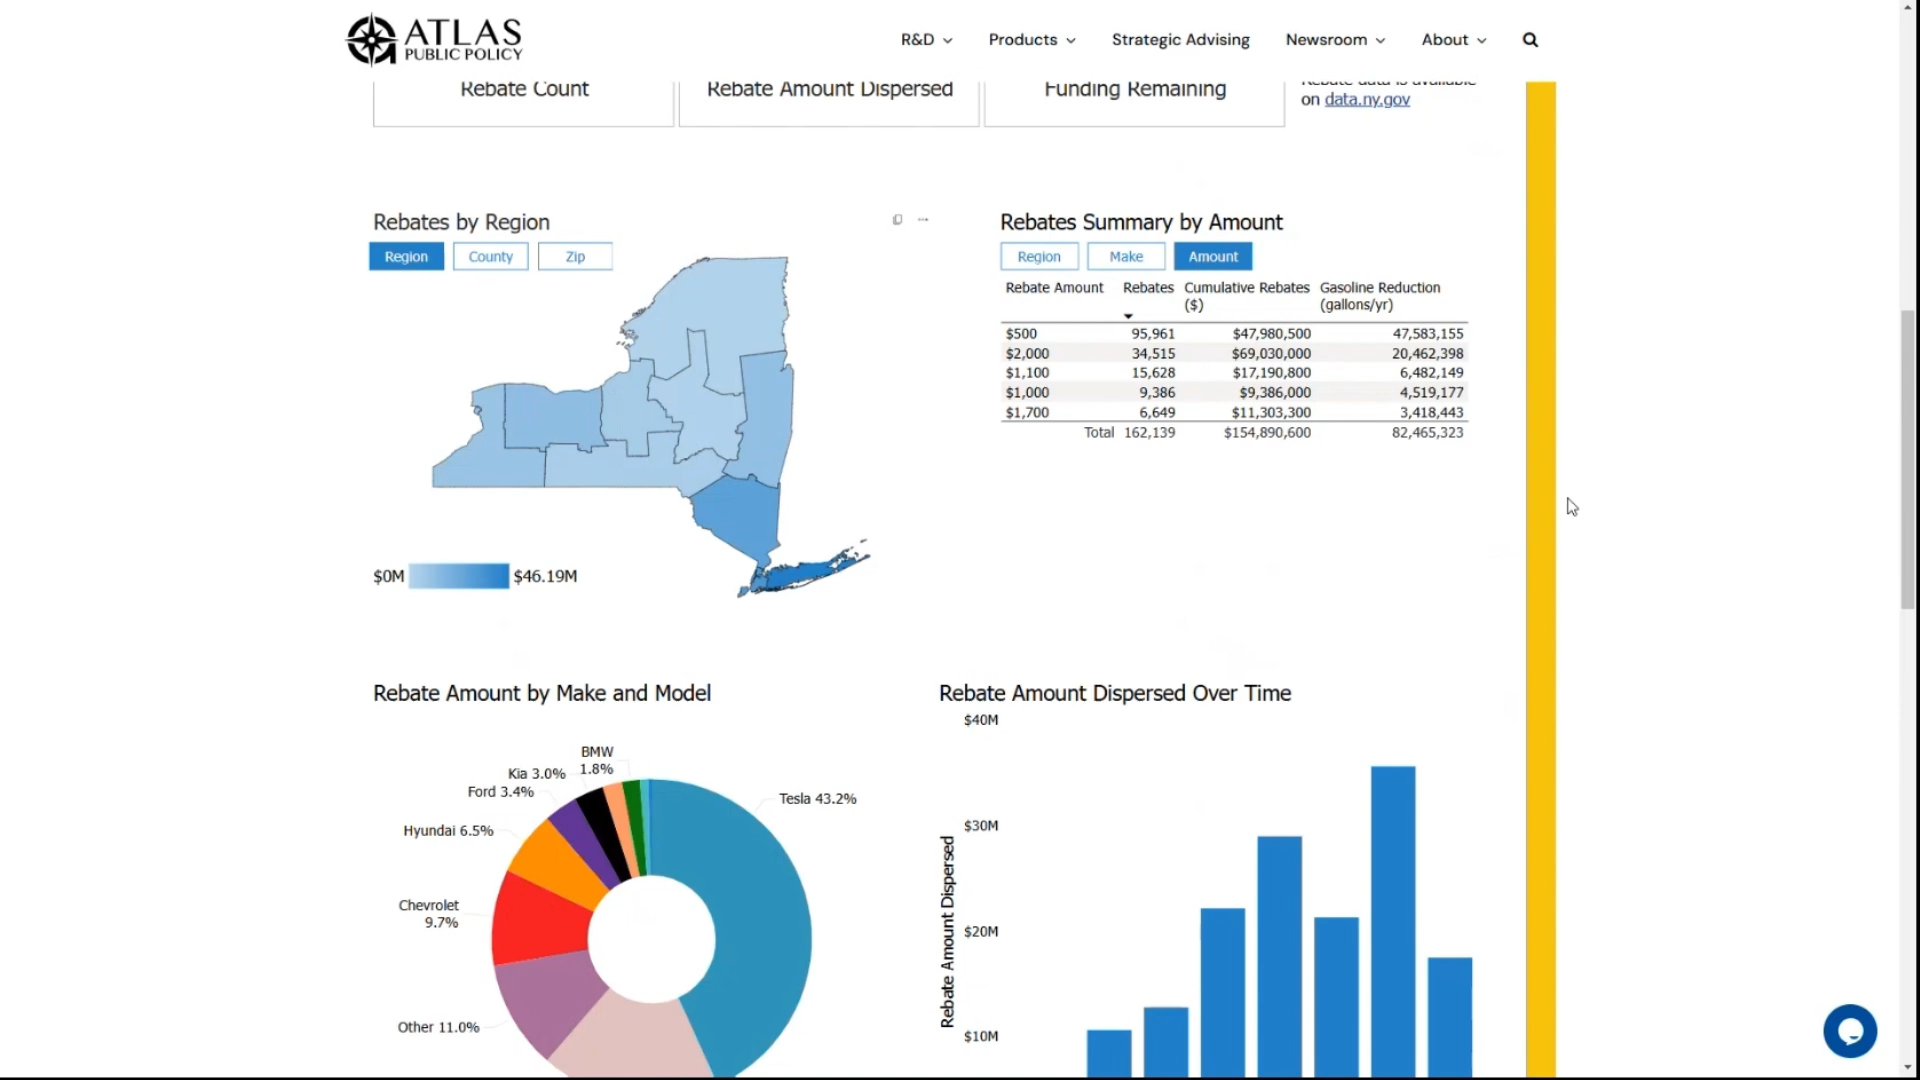 ATLAS
PUBLIC POLICY
R&D
Products
Strategic Advising
Newsroom
About
Rebate Count
Rebate Amount Dispersed
Funding Remaining
Rebate data is available
on data.ny.gov
Rebates by Region
Region
County
Zip
$0M
$46.19M
Rebates Summary by Amount
Region
Make
Amount
Rebate Amount Rebates Cumulative Rebates Gasoline Reduction
($) (gallons/yr)
$500 95,961 $47,980,500 47,583,155
$2,000 34,515 $69,030,000 20,462,398
$1,100 15,628 $17,190,800 6,482,149
$1,000 9,386 $9,386,000 4,519,177
$1,700 6,649 $11,303,300 3,418,443
Total 162,139 $154,890,600 82,465,323
Rebate Amount by Make and Model
BMW
1.8%
Kia 3.0%
Ford 3.4%
Tesla 43.2%
Hyundai 6.5%
Chevrolet
9.7%
Other 11.0%
Rebate Amount Dispersed Over Time
Rebate Amount Dispersed
$40M
$30M
$20M
$10M